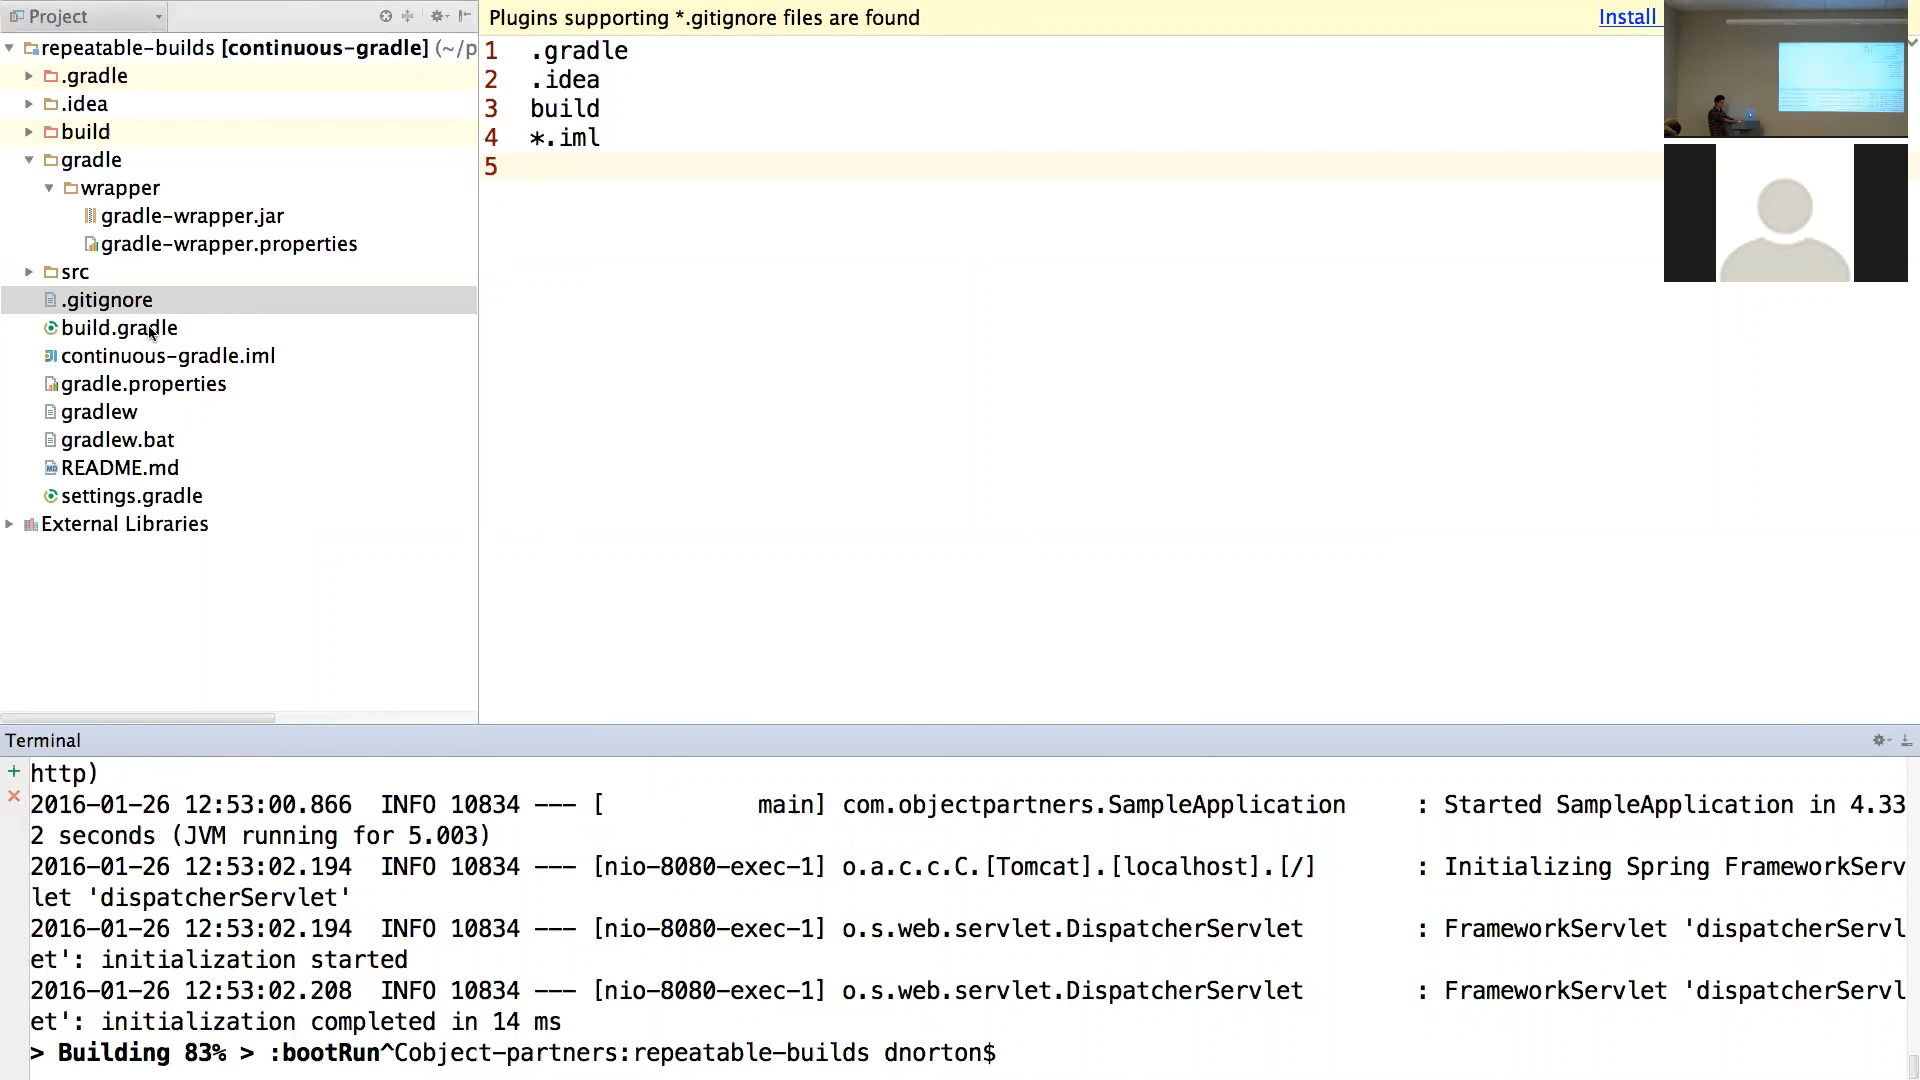 Project
repeatable-builds [continuous-gradle] (~/p
.gradle
.idea
build
gradle
wrapper
gradle-wrapper.jar
gradle-wrapper.properties
src
.gitignore
build.gradle
continuous-gradle.iml
gradle.properties
gradlew
gradlew.bat
README.md
settings.gradle
External Libraries
Plugins supporting *.gitignore files are found
Install
1 .gradle
2 .idea
3 build
4 *.iml
5
Terminal
http)
2016-01-26 12:53:00.866  INFO 10834 --- [           main] com.objectpartners.SampleApplication     : Started SampleApplication in 4.33
2 seconds (JVM running for 5.003)
2016-01-26 12:53:02.194  INFO 10834 --- [nio-8080-exec-1] o.a.c.c.C.[Tomcat].[localhost].[/]       : Initializing Spring FrameworkServ
let 'dispatcherServlet'
2016-01-26 12:53:02.194  INFO 10834 --- [nio-8080-exec-1] o.s.web.servlet.DispatcherServlet        : FrameworkServlet 'dispatcherServl
et': initialization started
2016-01-26 12:53:02.208  INFO 10834 --- [nio-8080-exec-1] o.s.web.servlet.DispatcherServlet        : FrameworkServlet 'dispatcherServl
et': initialization completed in 14 ms
> Building 83% > :bootRun^Cobject-partners:repeatable-builds dnorton$